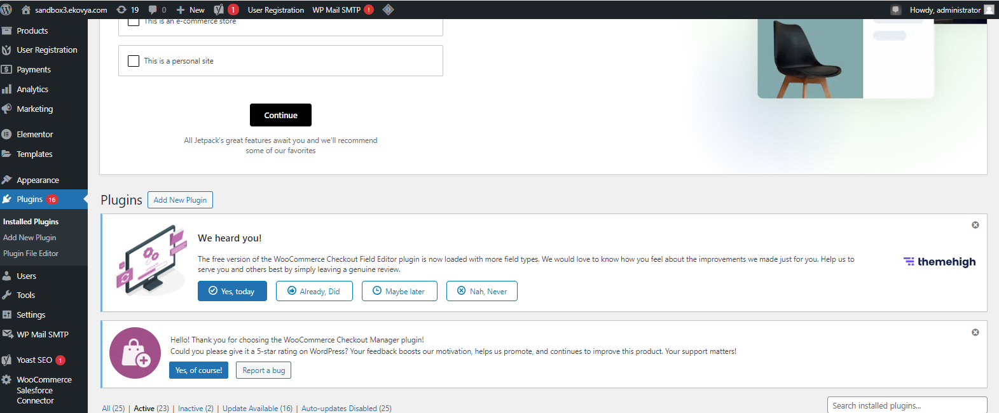 sandbox3.ekovya.com 19 0 New 1 User Registration WP Mail SMTP ! Howdy, administrator
Products
User Registration
Payments
Analytics
Marketing
Elementor
Templates
Appearance
Plugins 16
Installed Plugins
Add New Plugin
Plugin File Editor
Users
Tools
Settings
WP Mail SMTP
Yoast SEO 1
WooCommerce
Salesforce
Connector
This is an e-commerce store
This is a personal site
Continue
All Jetpack's great features await you and we'll recommend
some of our favorites
Plugins Add New Plugin
We heard you!
The free version of the WooCommerce Checkout Field Editor plugin is now loaded with more field types. We would love to know how you feel about the improvements we made just for you. Help us to
serve you and others best by simply leaving a genuine review.
Yes, today Already, Did Maybe later Nah, Never
themehigh
Hello! Thank you for choosing the WooCommerce Checkout Manager plugin!
Could you please give it a 5-star rating on WordPress? Your feedback boosts our motivation, helps us promote, and continues to improve this product. Your support matters!
Yes, of course! Report a bug
All (25) | Active (23) | Inactive (2) | Update Available (16) | Auto-updates Disabled (25)
Search installed plugins...